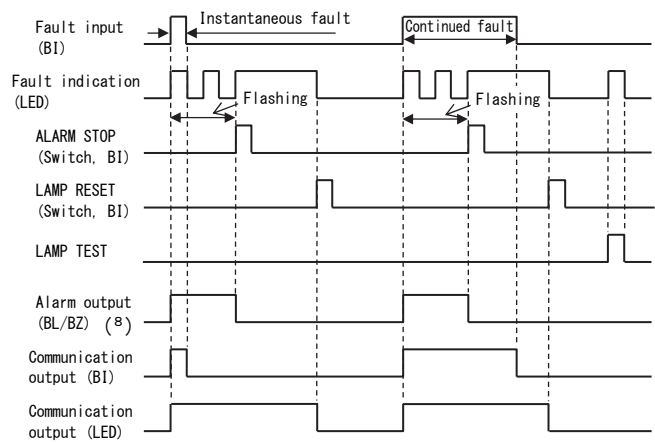 Fault input
(BI)
Instantaneous fault
Continued fault
Fault indication
(LED)
Flashing
Flashing
ALARM STOP
(Switch, BI)
LAMP RESET
(Switch, BI)
LAMP TEST
Alarm output
(BL/BZ) (8)
Communication
output (BI)
Communication
output (LED)